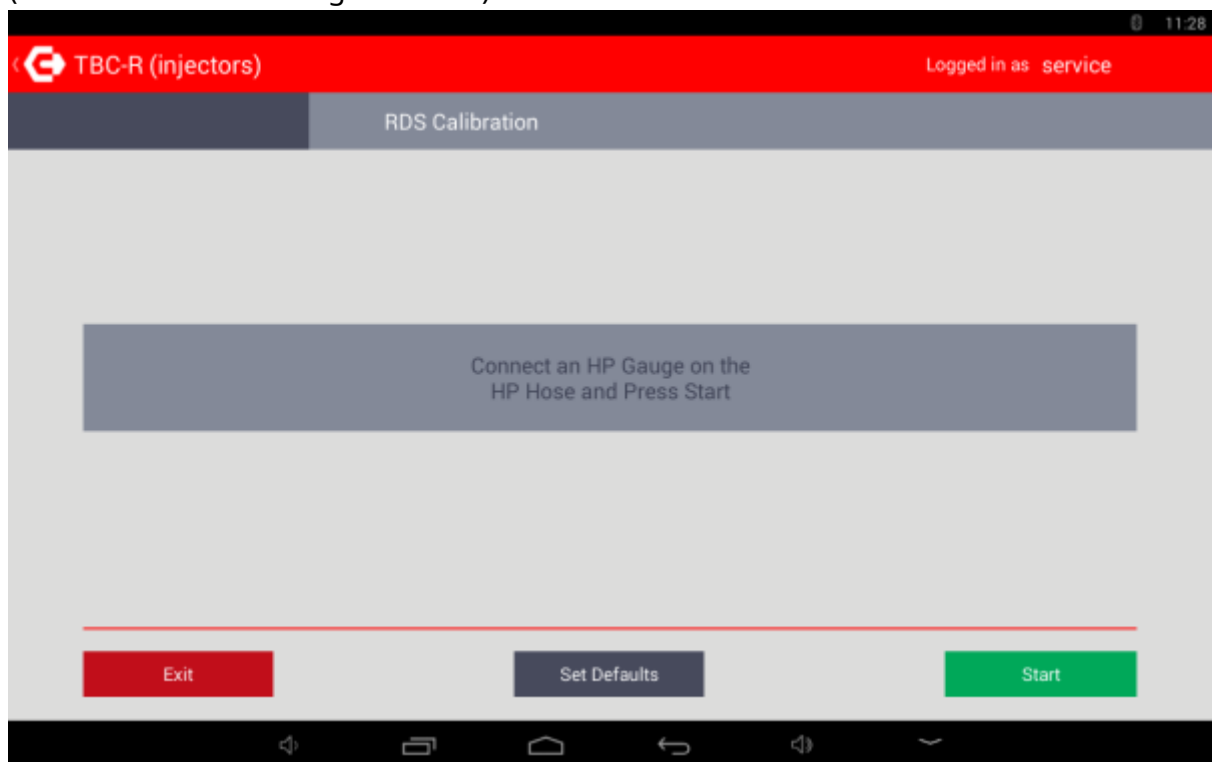 11:28
TBC-R (injectors)
Logged in as service
RDS Calibration
Connect an HP Gauge on the
HP Hose and Press Start
Exit
Set Defaults
Start